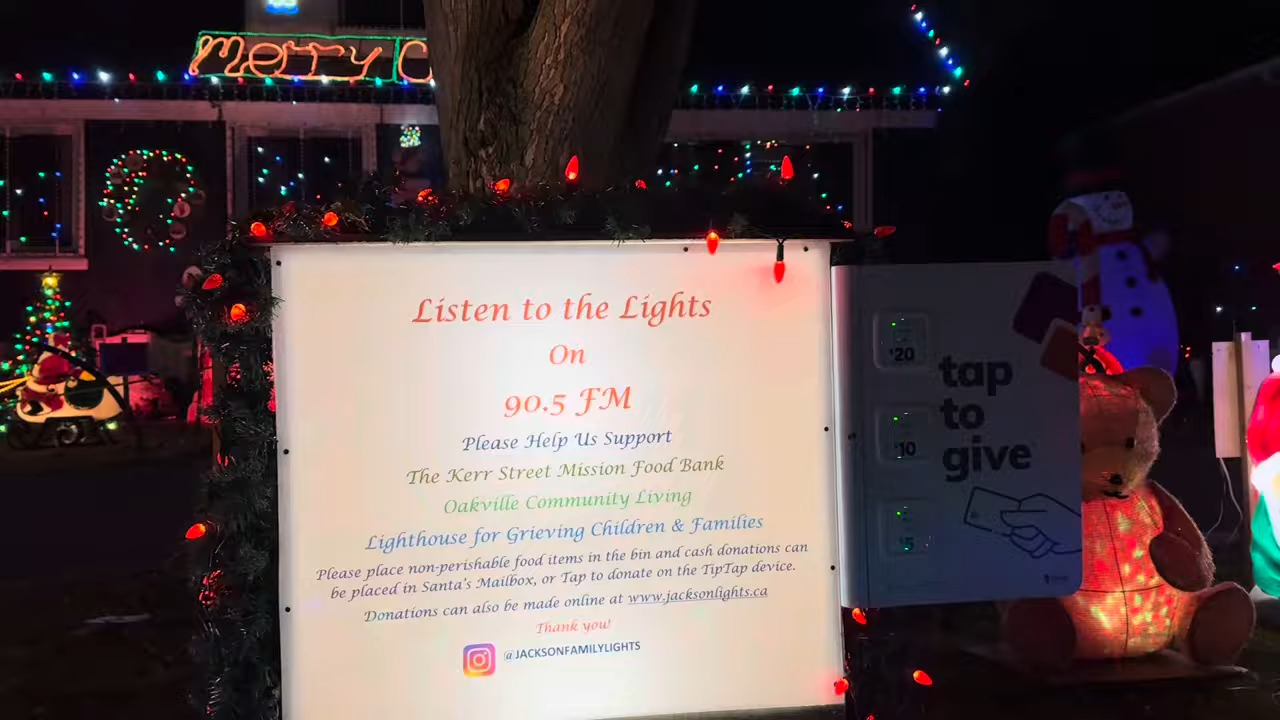 Merry C
Listen to the Lights
On
90.5 FM
Please Help Us Support
The Kerr Street Mission Food Bank
Oakville Community Living
Lighthouse for Grieving Children & Families
Please place non-perishable food items in the bin and cash donations can
be placed in Santa's Mailbox, or Tap to donate on the TipTap device.
Donations can also be made online at www.jacksonlights.ca
Thank you!
@JACKSONFAMILYLIGHTS
$20
$10
$5
tap
to
give